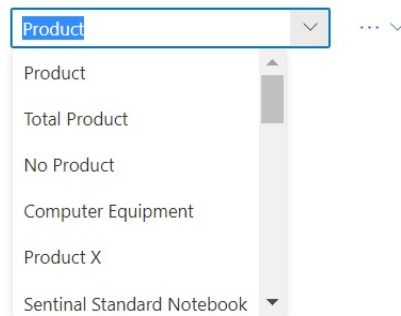 Product
Product
Total Product
No Product
Computer Equipment
Product X
Sentinal Standard Notebook